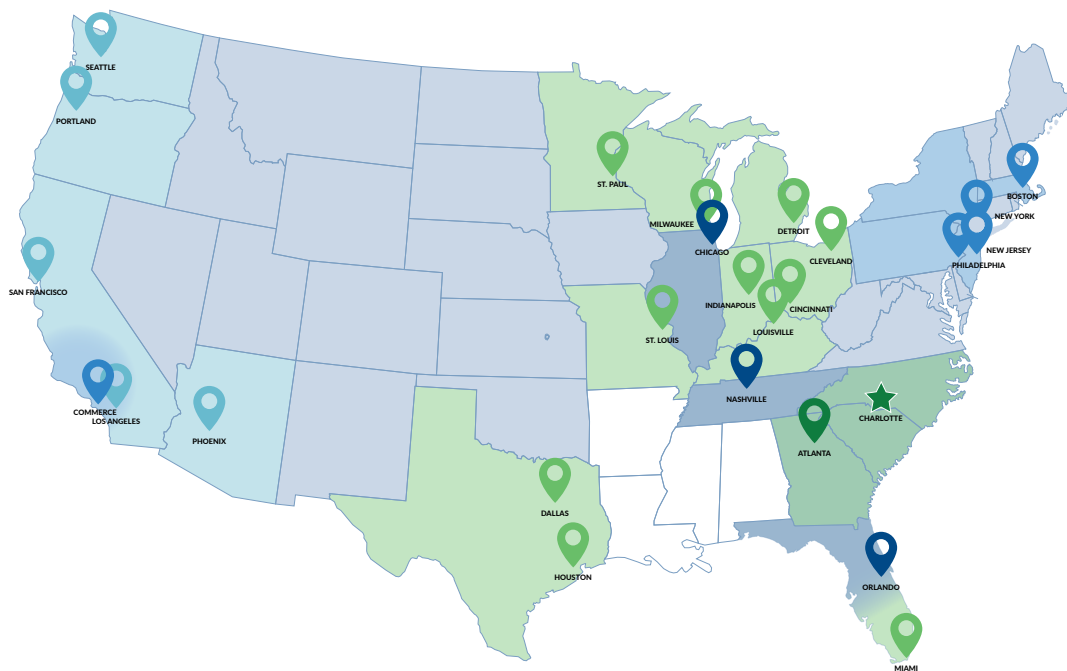 SEATTLE
PORTLAND
ST. PAUL
BOSTON
NEW YORK
MILWAUKEE
DETROIT
CHICAGO
NEW JERSEY
CLEVELAND
PHILADELPHIA
SAN FRANCISCO
INDIANAPOLIS
CINCINNATI
LOUISVILLE
ST. LOUIS
NASHVILLE
COMMERCE
CHARLOTTE
LOS ANGELES
PHOENIX
ATLANTA
DALLAS
HOUSTON
ORLANDO
MIAMI